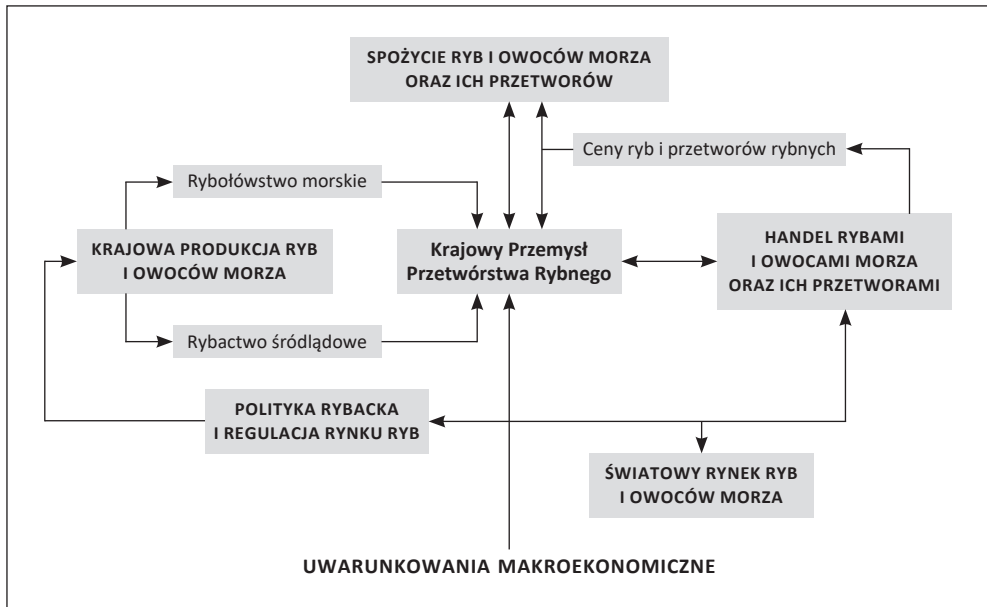 SPOŻYCIE RYB I OWOCÓW MORZA
ORAZ ICH PRZETWORÓW
Ceny ryb i przetworów rybnych
Rybołówstwo morskie
KRAJOWA PRODUKCJA RYB
I OWOCÓW MORZA
Krajowy Przemysł
Przetwórstwa Rybnego
HANDEL RYBAMI
I OWOCAMI MORZA
ORAZ ICH PRZETWORAMI
Rybactwo śródlądowe
POLITYKA RYBACKA
I REGULACJA RYNKU RYB
ŚWIATOWY RYNEK RYB
I OWOCÓW MORZA
UWARUNKOWANIA MAKROEKONOMICZNE